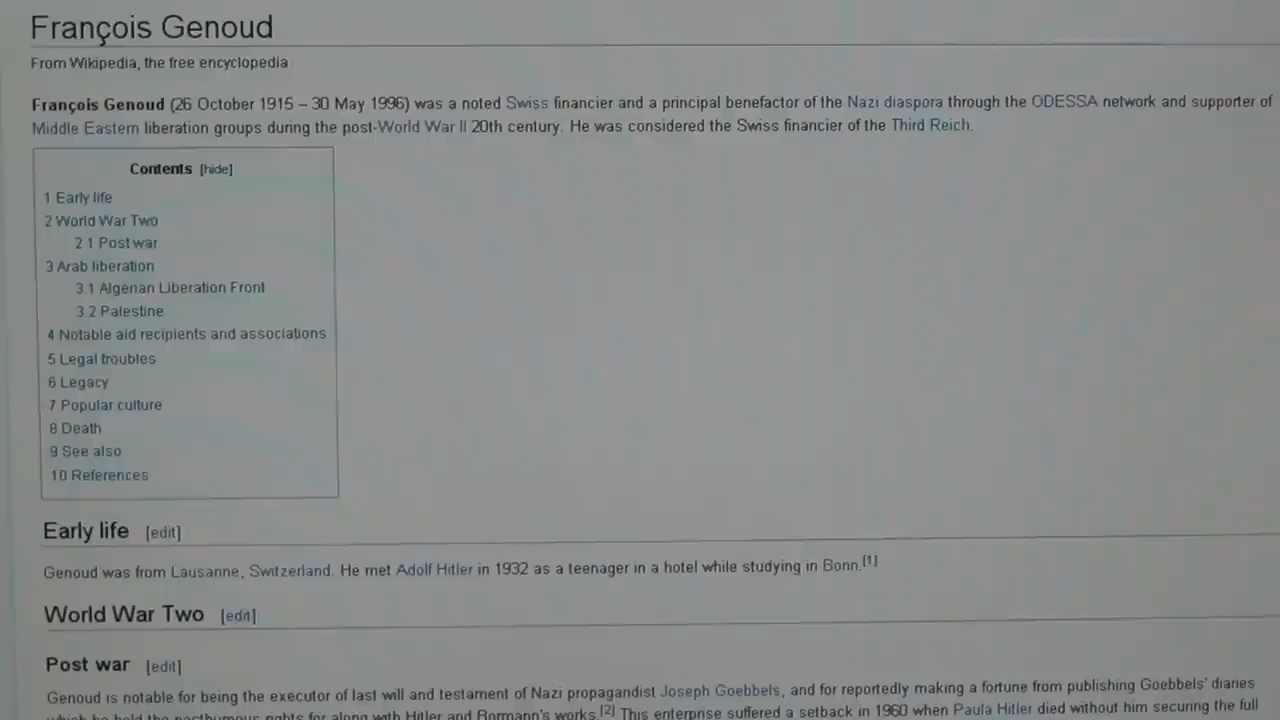 François Genoud
From Wikipedia, the free encyclopedia
François Genoud (26 October 1915 – 30 May 1996) was a noted Swiss financier and a principal benefactor of the Nazi diaspora through the ODESSA network and supporter of
Middle Eastern liberation groups during the post-World War II 20th century. He was considered the Swiss financier of the Third Reich.
Contents [hide]
1 Early life
2 World War Two
2.1 Post war
3 Arab liberation
3.1 Algerian Liberation Front
3.2 Palestine
4 Notable aid recipients and associations
5 Legal troubles
6 Legacy
7 Popular culture
8 Death
9 See also
10 References
Early life [edit]
Genoud was from Lausanne, Switzerland. He met Adolf Hitler in 1932 as a teenager in a hotel while studying in Bonn.[1]
World War Two [edit]
Post war [edit]
Genoud is notable for being the executor of last will and testament of Nazi propagandist Joseph Goebbels, and for reportedly making a fortune from publishing Goebbels' diaries
which he held the posthumous rights for along with Hitler and Bormann's works.[2] This enterprise suffered a setback in 1960 when Paula Hitler died without him securing the full